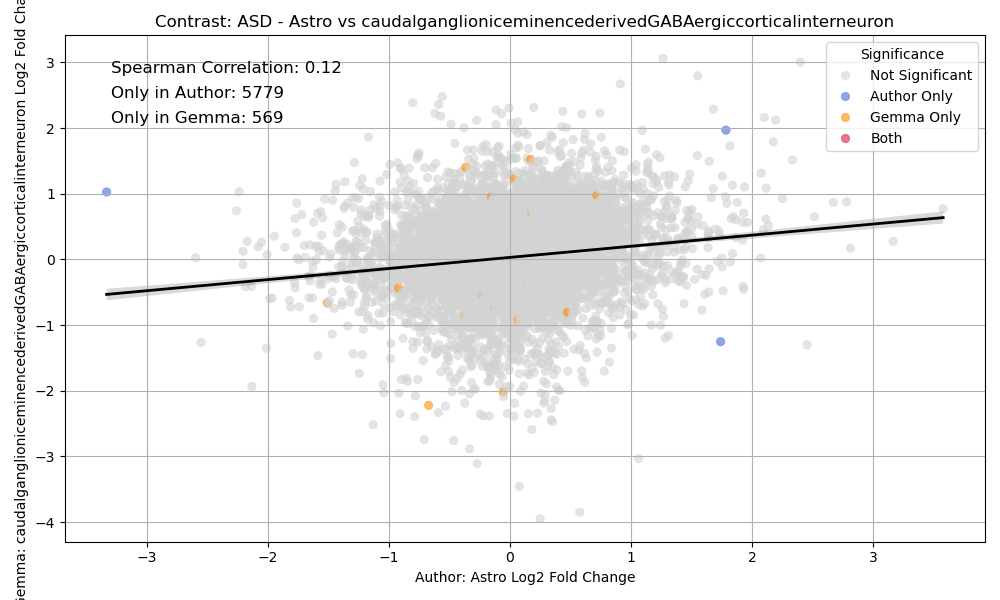 Contrast: ASD - Astro vs caudalganglioniceminencederivedGABAergiccorticalinterneuron
Spearman Correlation: 0.12
Only in Author: 5779
Only in Gemma: 569
Significance
Not Significant
Author Only
Gemma Only
Both
3
2
1
0
−1
−2
−3
−4
−3
−2
−1
0
1
2
3
Author: Astro Log2 Fold Change
caudalganglioniceminencederivedGABAergiccorticalinterneuron Log2 Fold